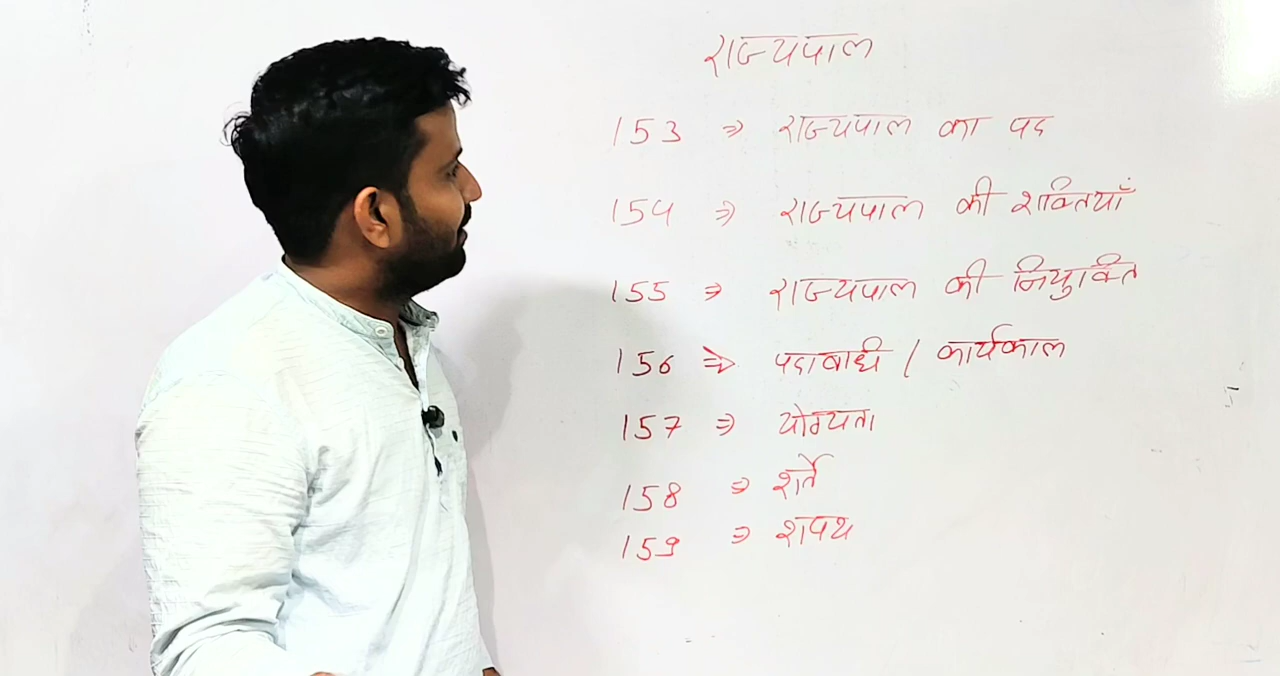 राज्यपाल
153 ⇒ राज्यपाल का पद
154 ⇒ राज्यपाल की शक्तियाँ
155 ⇒ राज्यपाल की नियुक्ति
156 ⇒ पदावधी / कार्यकाल
157 ⇒ योग्यता
158 ⇒ शर्ते
159 ⇒ शपथ